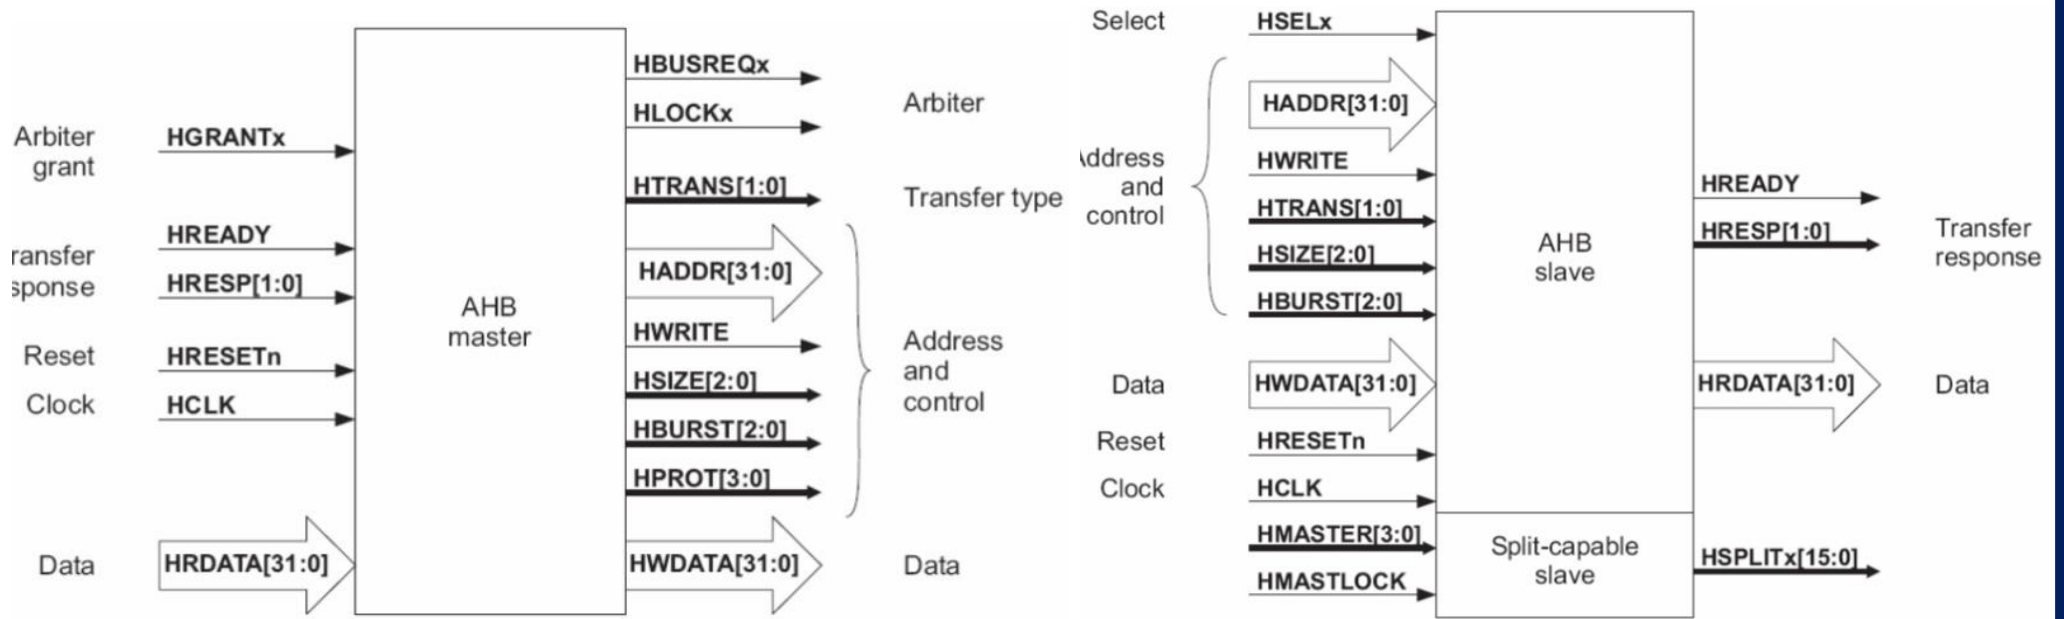 Arbiter
grant
HGRANTx
HREADY
ransfer
sponse
HRESP[1:0]
Reset
HRESETn
Clock
HCLK
Data
HRDATA[31:0]
AHB
master
HBUSREQx
HLOCKx
Arbiter
HTRANS[1:0]
Transfer type
HADDR[31:0]
HWRITE
HSIZE[2:0]
HBURST[2:0]
HPROT[3:0]
Address
and
control
HWDATA[31:0]
Data
Select
HSELx
HADDR[31:0]
ddress
and
control
HWRITE
HTRANS[1:0]
HSIZE[2:0]
HBURST[2:0]
Data
HWDATA[31:0]
Reset
HRESETn
Clock
HCLK
HMASTER[3:0]
HMASTLOCK
AHB
slave
Split-capable
slave
HREADY
HRESP[1:0]
Transfer
response
HRDATA[31:0]
Data
HSPLITx[15:0]